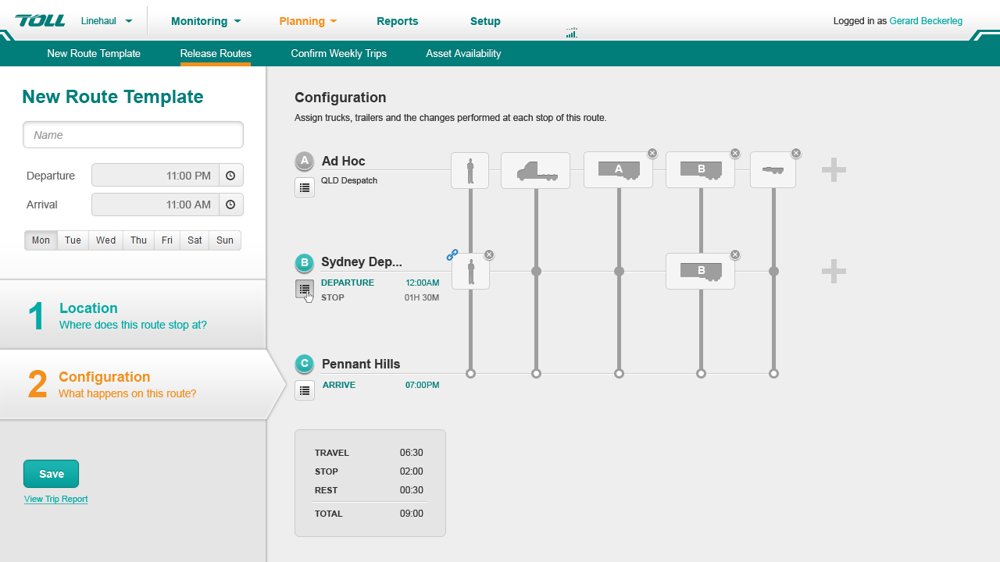 TOLL Linehaul Monitoring Planning Reports Setup Logged in as Gerard Beckerleg
New Route Template Release Routes Confirm Weekly Trips Asset Availability
New Route Template
Name
Departure 11:00 PM
Arrival 11:00 AM
Mon Tue Wed Thu Fri Sat Sun
1 Location
Where does this route stop at?
2 Configuration
What happens on this route?
Save
View Trip Report
Configuration
Assign trucks, trailers and the changes performed at each stop of this route.
A Ad Hoc A B
QLD Despatch
B Sydney Dep... B
DEPARTURE 12:00AM
STOP 01H 30M
C Pennant Hills
ARRIVE 07:00PM
TRAVEL 06:30
STOP 02:00
REST 00:30
TOTAL 09:00